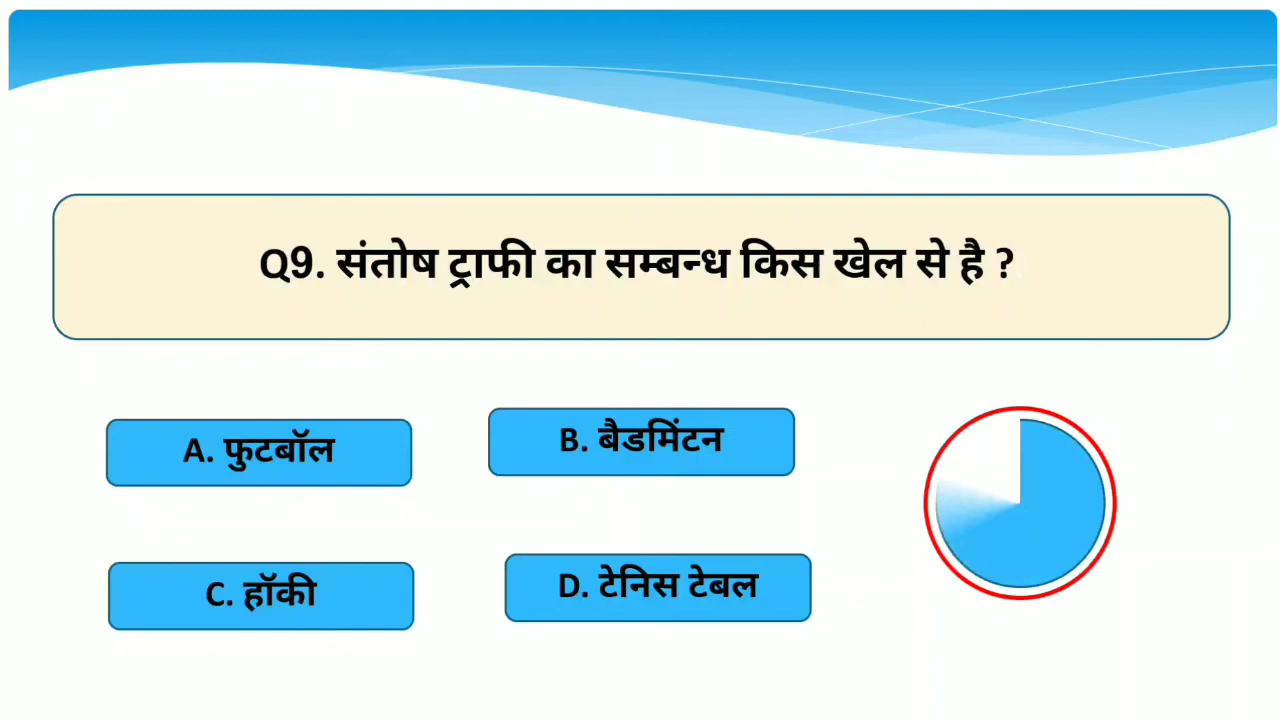 Q9. संतोष ट्राफी का सम्बन्ध किस खेल से है ?
A. फुटबॉल
B. बैडमिंटन
C. हॉकी
D. टेनिस टेबल